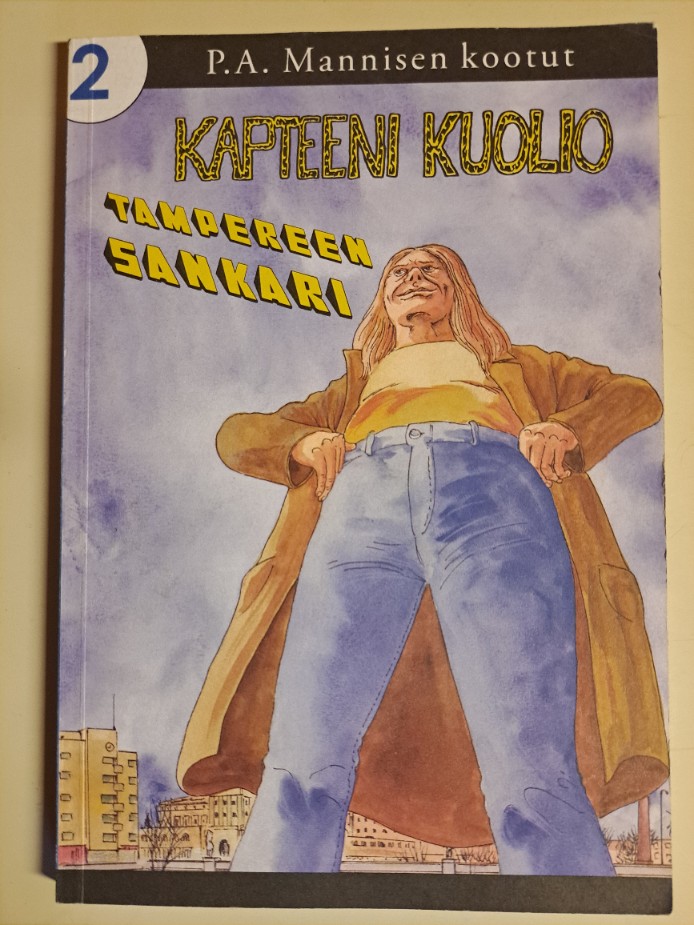 2
P.A. Mannisen kootut
KAPTEENI KUOLIO
TAMPEREEN
SANKARI